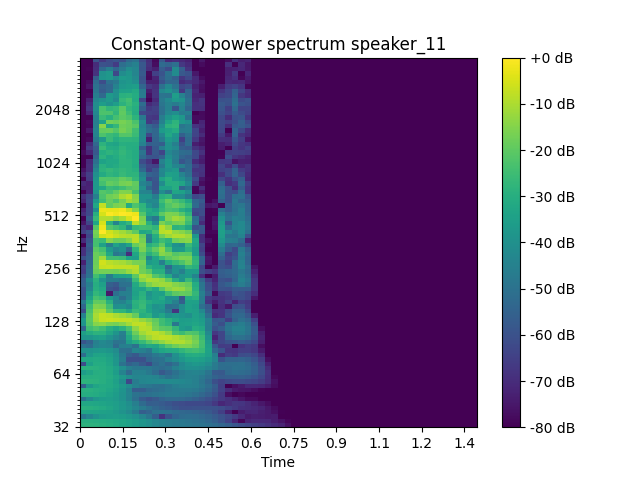 Constant-Q power spectrum speaker_11
Hz
2048
1024
512
256
128
64
32
0 0.15 0.3 0.45 0.6 0.75 0.9 1.1 1.2 1.4
Time
+0 dB
-10 dB
-20 dB
-30 dB
-40 dB
-50 dB
-60 dB
-70 dB
-80 dB